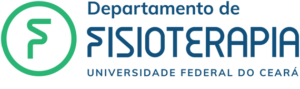 Departamento de
FISIOTERAPIA
UNIVERSIDADE FEDERAL DO CEARÁ